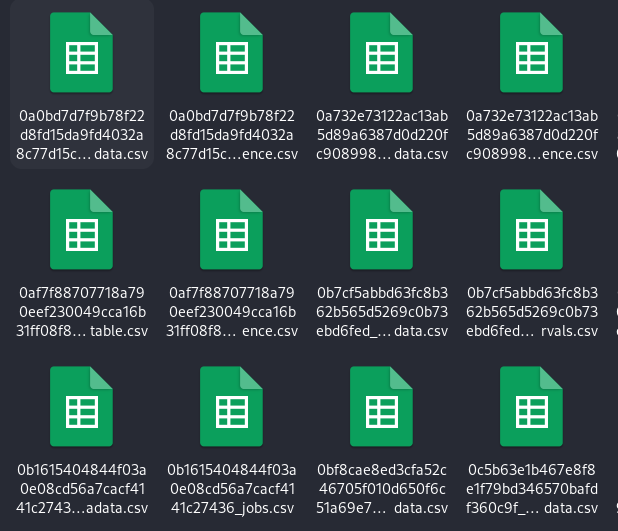 0a0bd7d7f9b78f22
d8fd15da9fd4032a
8c77d15c… data.csv
0a0bd7d7f9b78f22
d8fd15da9fd4032a
8c77d15c…ence.csv
0a732e73122ac13ab
5d89a6387d0d220f
c908998… data.csv
0a732e73122ac13ab
5d89a6387d0d220f
c908998…ence.csv
0af7f88707718a79
0eef230049cca16b
31ff08f8… table.csv
0af7f88707718a79
0eef230049cca16b
31ff08f8… ence.csv
0b7cf5abbd63fc8b3
62b565d5269c0b73
ebd6fed_… data.csv
0b7cf5abbd63fc8b3
62b565d5269c0b73
ebd6fed… rvals.csv
0b1615404844f03a
0e08cd56a7cacf41
41c2743…adata.csv
0b1615404844f03a
0e08cd56a7cacf41
41c27436_jobs.csv
0bf8cae8ed3cfa52c
46705f010d650f6c
51a69e7… data.csv
0c5b63e1b467e8f8
e1f79bd346570bafd
f360c9f_… data.csv